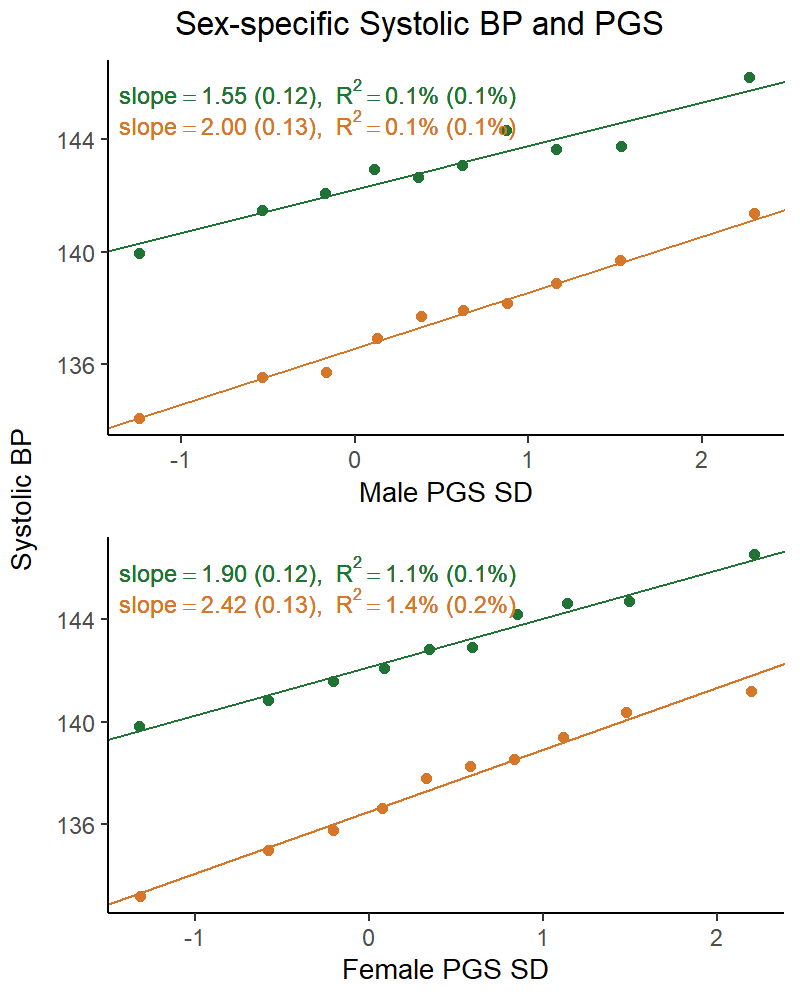 Sex-specific Systolic BP and PGS
slope = 1.55 (0.12), R² = 0.1% (0.1%)
slope = 2.00 (0.13), R² = 0.1% (0.1%)
144
140
136
-1 0 1 2
Male PGS SD
Systolic BP
slope = 1.90 (0.12), R² = 1.1% (0.1%)
slope = 2.42 (0.13), R² = 1.4% (0.2%)
144
140
136
-1 0 1 2
Female PGS SD